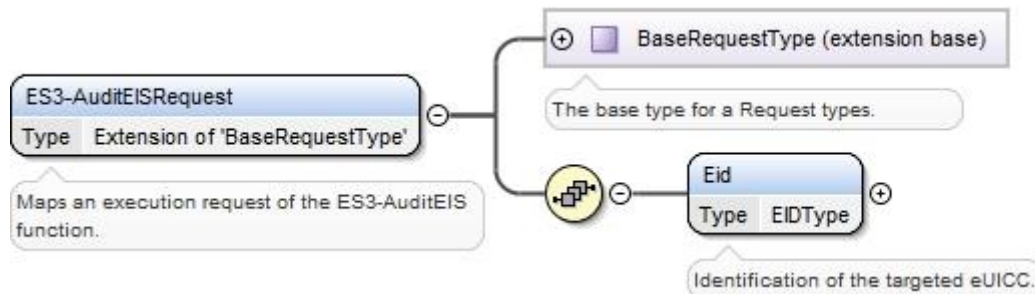 BaseRequestType (extension base)
The base type for a Request types.
ES3-AuditEISRequest
Type Extension of 'BaseRequestType'
Maps an execution request of the ES3-AuditEIS
function.
Eid
Type EIDType
Identification of the targeted eUICC.